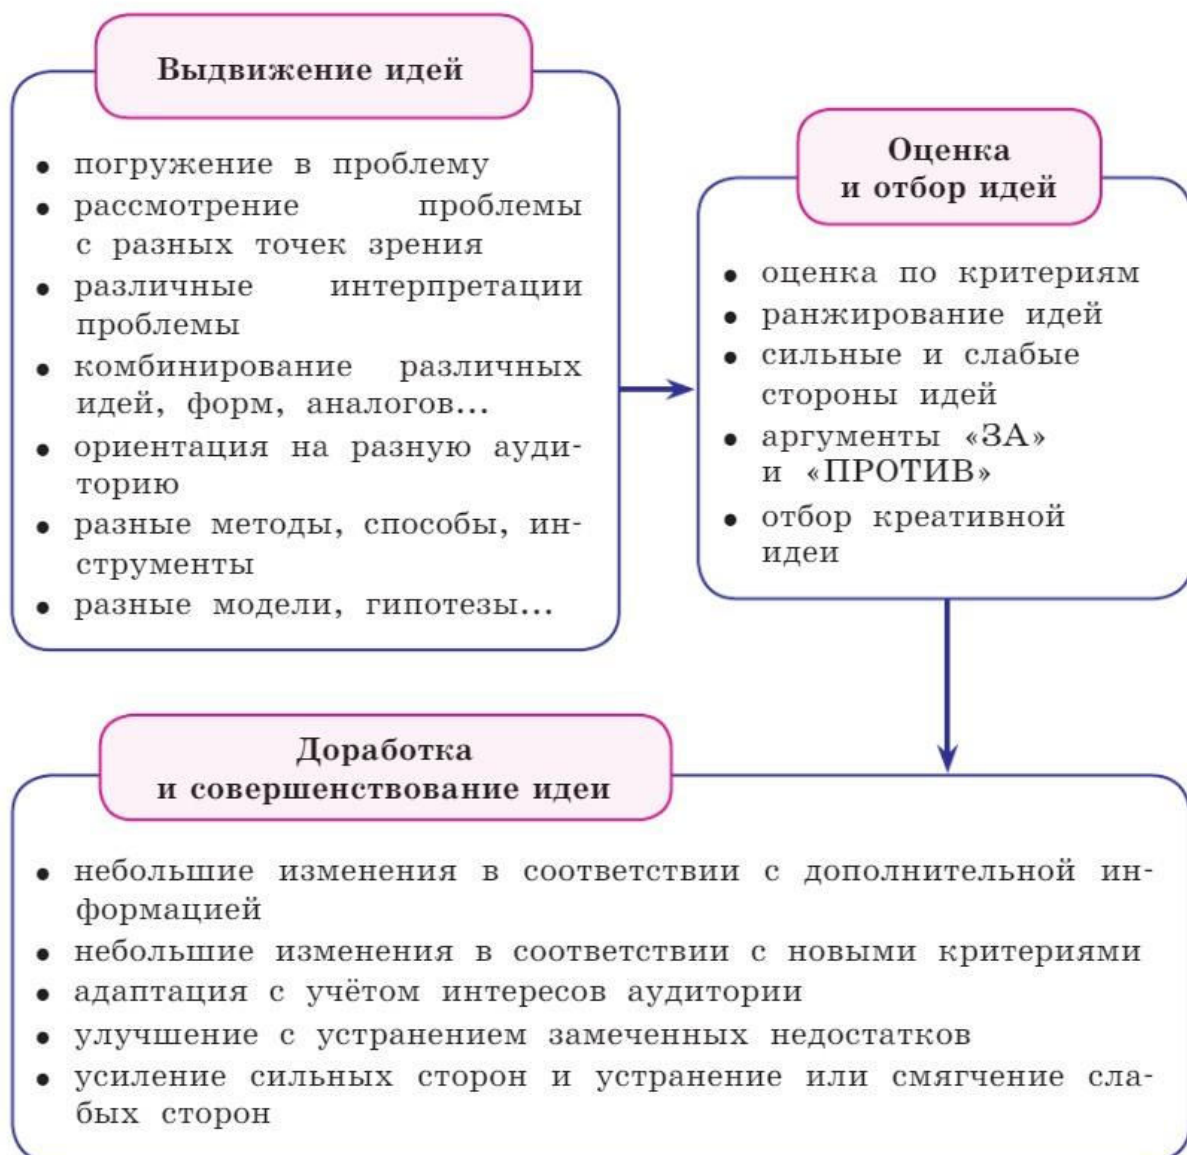 Выдвижение идей
• погружение в проблему
• рассмотрение проблемы
с разных точек зрения
• различные интерпретации
проблемы
• комбинирование различных
идей, форм, аналогов...
• ориентация на разную ауди-
торию
• разные методы, способы, ин-
струменты
• разные модели, гипотезы...
Оценка
и отбор идей
• оценка по критериям
• ранжирование идей
• сильные и слабые
стороны идей
• аргументы «ЗА»
и «ПРОТИВ»
• отбор креативной
идеи
Доработка
и совершенствование идеи
• небольшие изменения в соответствии с дополнительной ин-
формацией
• небольшие изменения в соответствии с новыми критериями
• адаптация с учётом интересов аудитории
• улучшение с устранением замеченных недостатков
• усиление сильных сторон и устранение или смягчение сла-
бых сторон